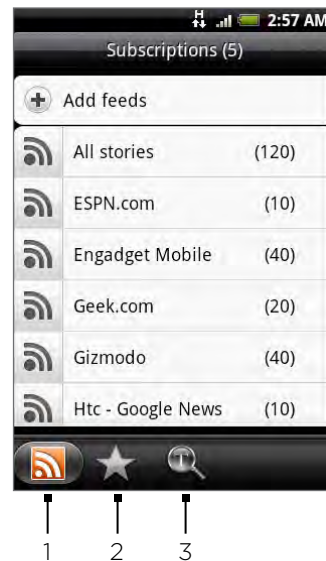 H 2:57 AM
Subscriptions (5)
Add feeds
All stories (120)
ESPN.com (10)
Engadget Mobile (40)
Geek.com (20)
Gizmodo (40)
Htc - Google News (10)
T
1 2 3